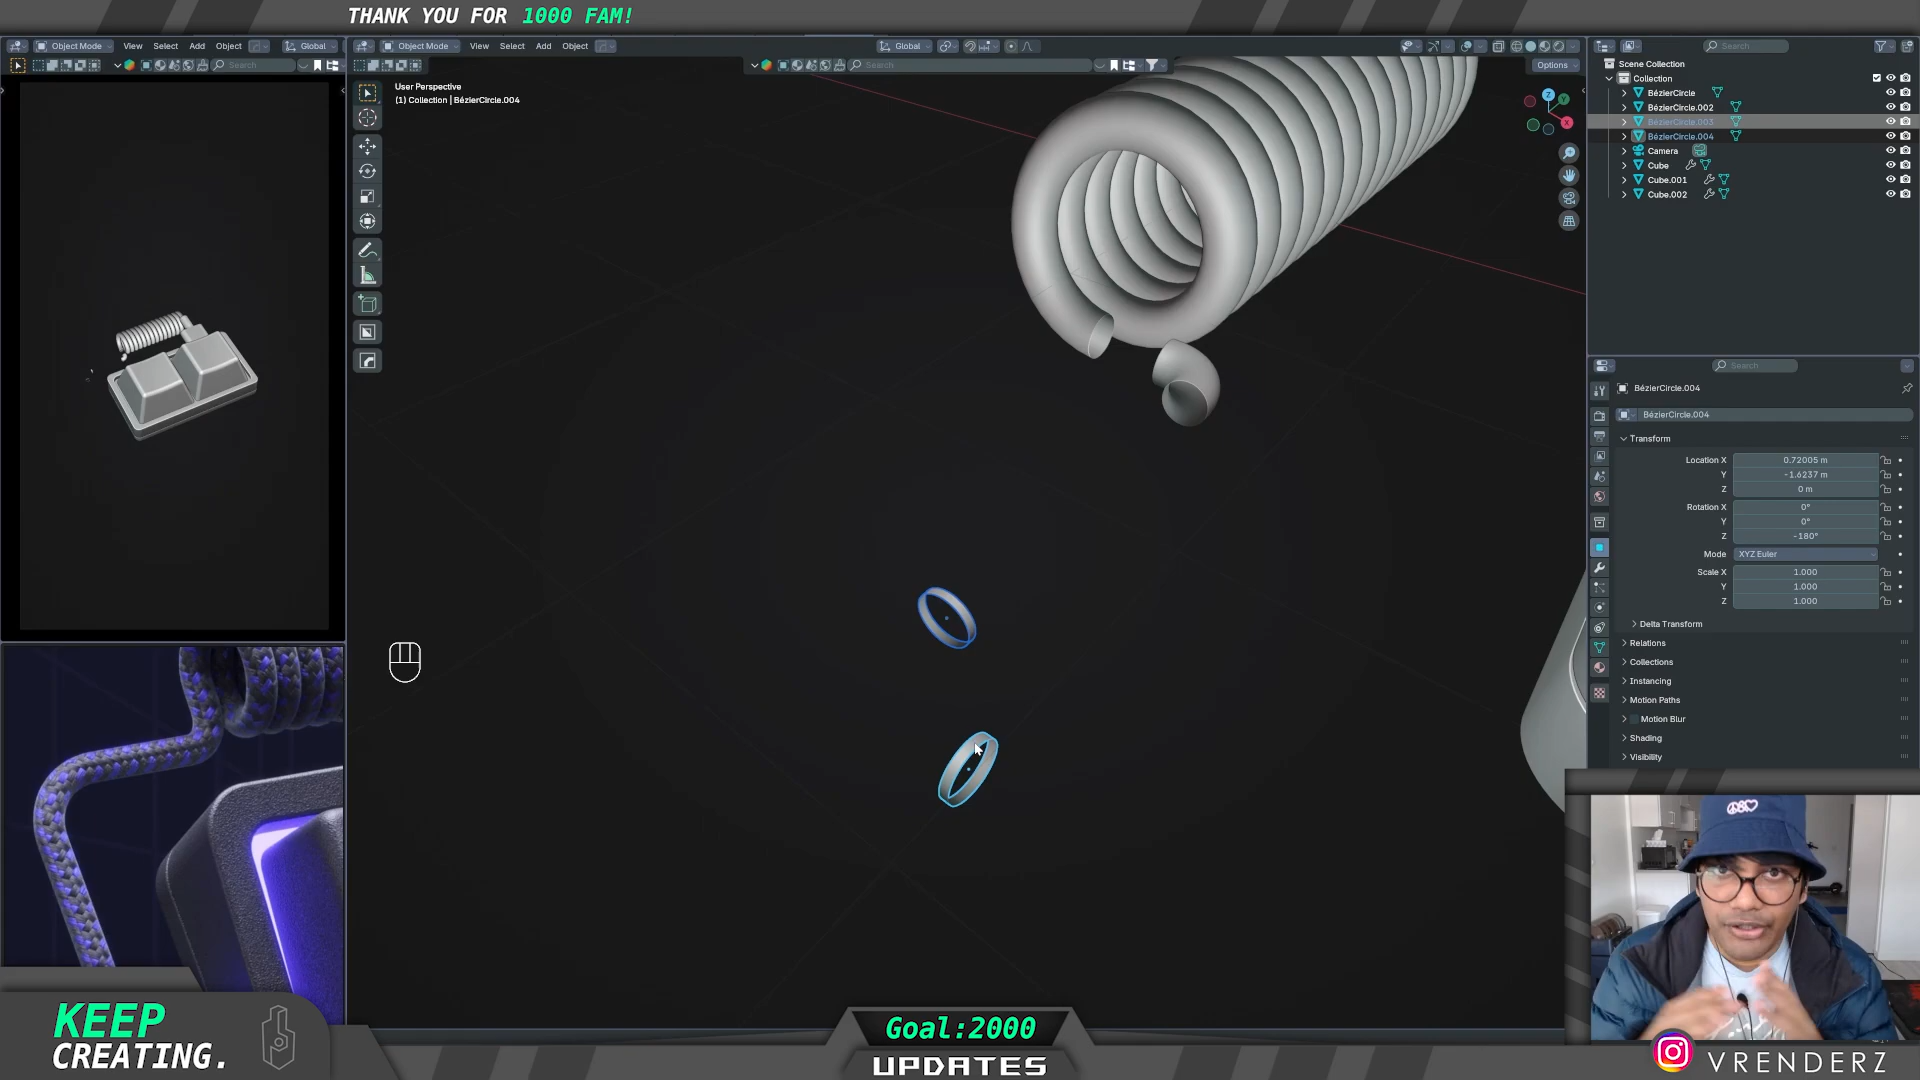 THANK YOU FOR 1000 FAM!
Object Mode View Select Add Object Global
Object Mode View Select Add Object Global
Search
Search
Options
User Perspective
(1) Collection | BézierCircle.004
Search
Scene Collection
Collection
BézierCircle
BézierCircle.002
BézierCircle.003
BézierCircle.004
Camera
Cube
Cube.001
Cube.002
Search
BézierCircle.004
BézierCircle.004
Transform
Location X 0.72005 m
Y -1.6237 m
Z 0 m
Rotation X 0°
Y 0°
Z -180°
Mode XYZ Euler
Scale X 1.000
Y 1.000
Z 1.000
Delta Transform
Relations
Collections
Instancing
Motion Paths
Motion Blur
Shading
Visibility
Z
Y
X
KEEP
CREATING.
Goal:2000
UPDATES
VRENDERZ